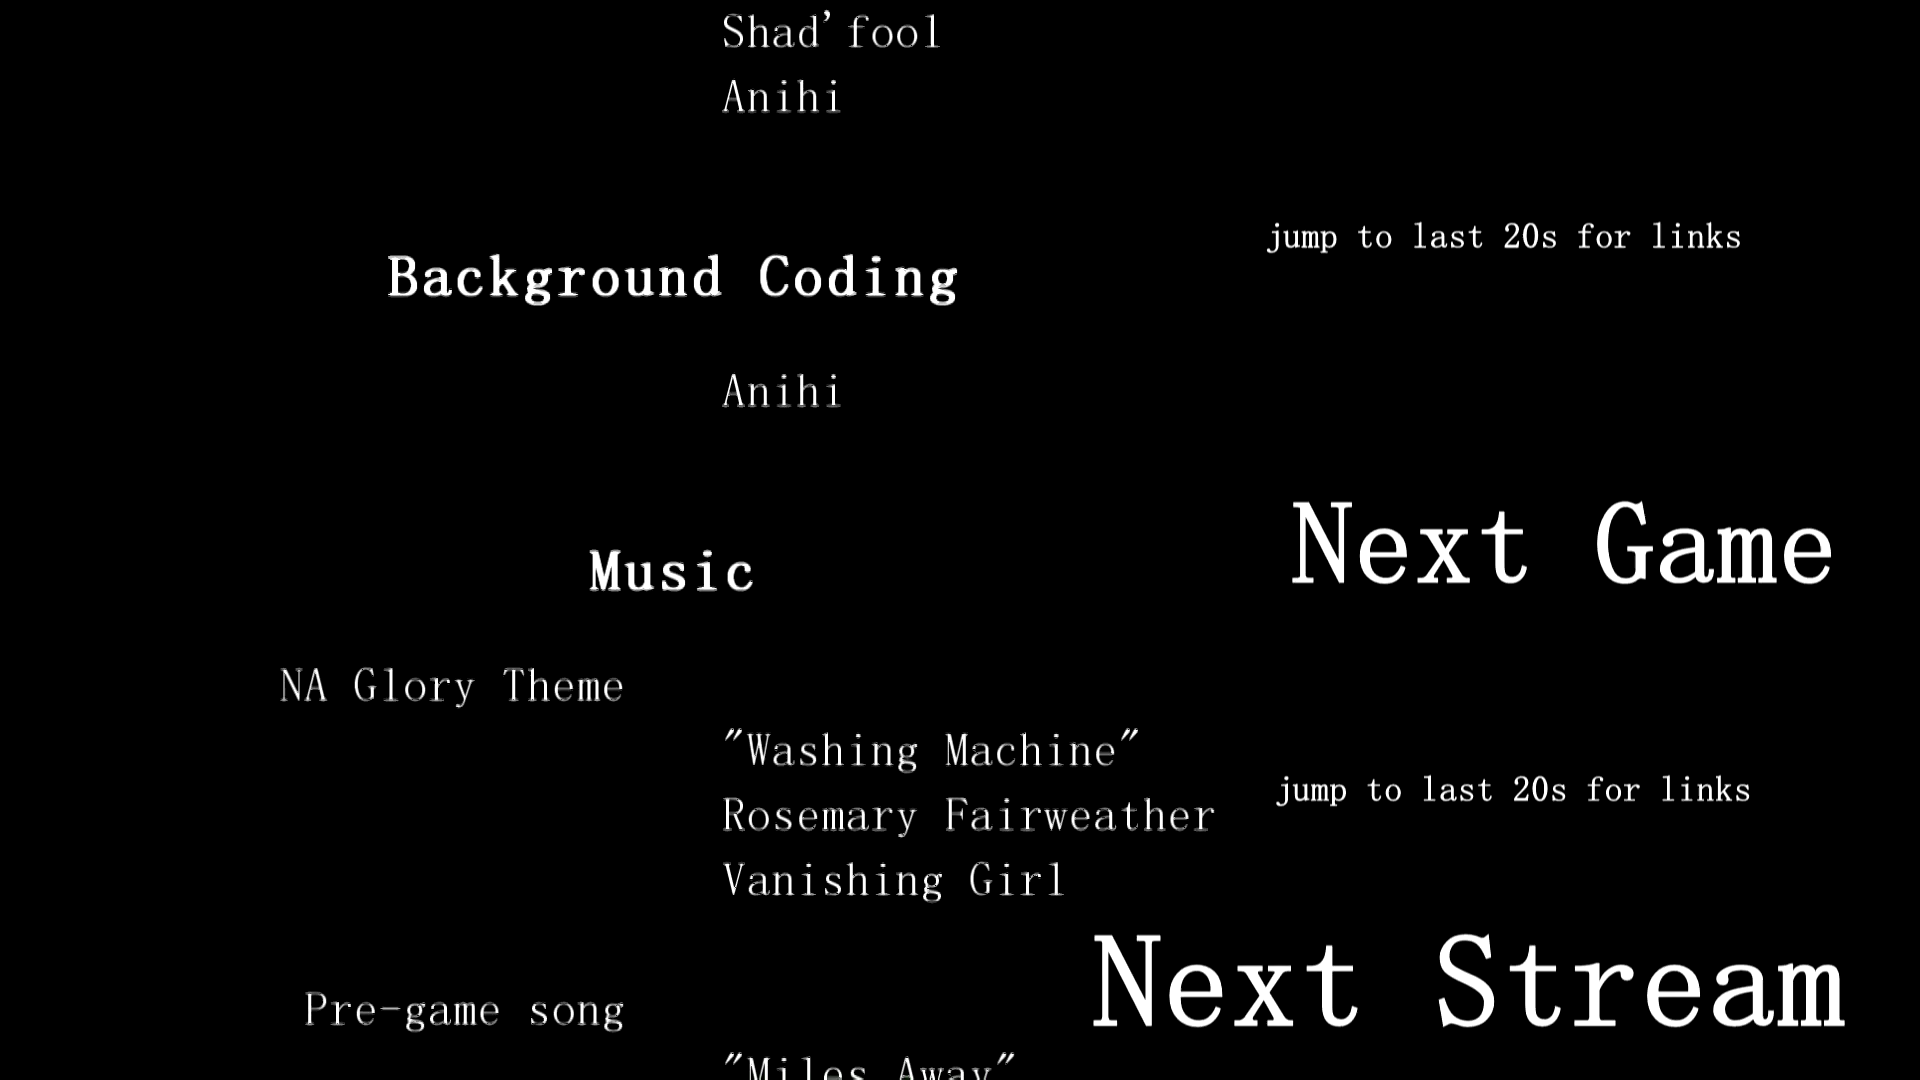 Shad'fool
Anihi
Background Coding
Anihi
Music
NA Glory Theme
"Washing Machine"
Rosemary Fairweather
Vanishing Girl
Pre-game song
"Miles Away"
jump to last 20s for links
Next Game
jump to last 20s for links
Next Stream